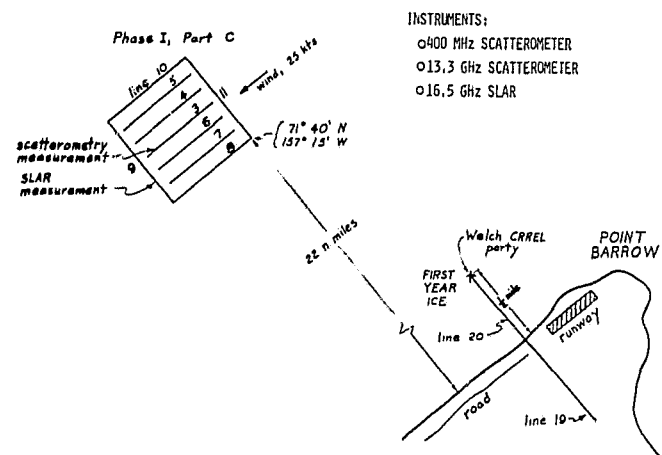 INSTRUMENTS:
o400 MHz SCATTEROMETER
o13.3 GHz SCATTEROMETER
o16.5 GHz SLAR
Phase I, Part C
wind, 25 kts
line 10
5
4
3
6
7
8
11
9
scatterometry
measurement
SLAR
measurement
71° 40' N
157° 15' W
22 n miles
Welch CRREL
party
FIRST
YEAR
ICE
mile
line 20
POINT
BARROW
runway
road
line 19